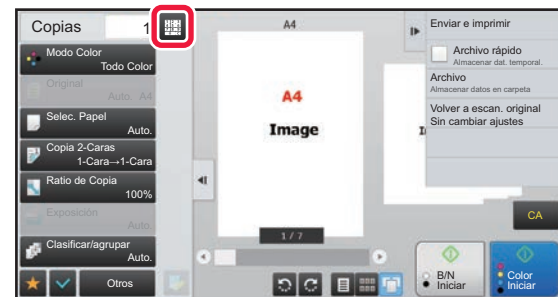 Copias 1
Modo Color
Todo Color
Original
Auto. A4
Selec. Papel
Auto.
Copia 2-Caras
1-Cara→1-Cara
Ratio de Copia
100%
Exposición
Auto.
Clasificar/agrupar
Auto.
Otros
A4
A4
Image
1 / 7
Enviar e imprimir
Archivo rápido
Almacenar dat. temporal.
Archivo
Almacenar datos en carpeta
Volver a escan. original
Sin cambiar ajustes
CA
B/N
Iniciar
Color
Iniciar